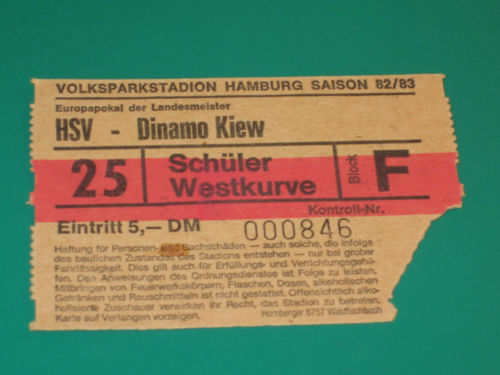 VOLKSPARKSTADION HAMBURG SAISON 82/83
Europapokal der Landesmeister
HSV - Dinamo Kiew
25 Schüler Westkurve Block F
Kontroll-Nr.
Eintritt 5,— DM 000846
Haftung für Personen- und Sachschäden — auch solche, die infolge
des baulichen Zustandes des Stadions entstehen — nur bei grober
Fahrlässigkeit. Dies gilt auch für Erfüllungs- und Verrichtungsgehil-
fen. Den Anweisungen des Ordnungsdienstes ist Folge zu leisten.
Mitbringen von Feuerwerkskörpern, Flaschen, Dosen, alkoholischen
Getränken und Rauschmitteln ist nicht gestattet. Offensichtlich alko-
holisierte Zuschauer verwirken ihr Recht, das Stadion zu betreten.
Karte auf Verlangen vorzeigen. 6757 Waldfischbach